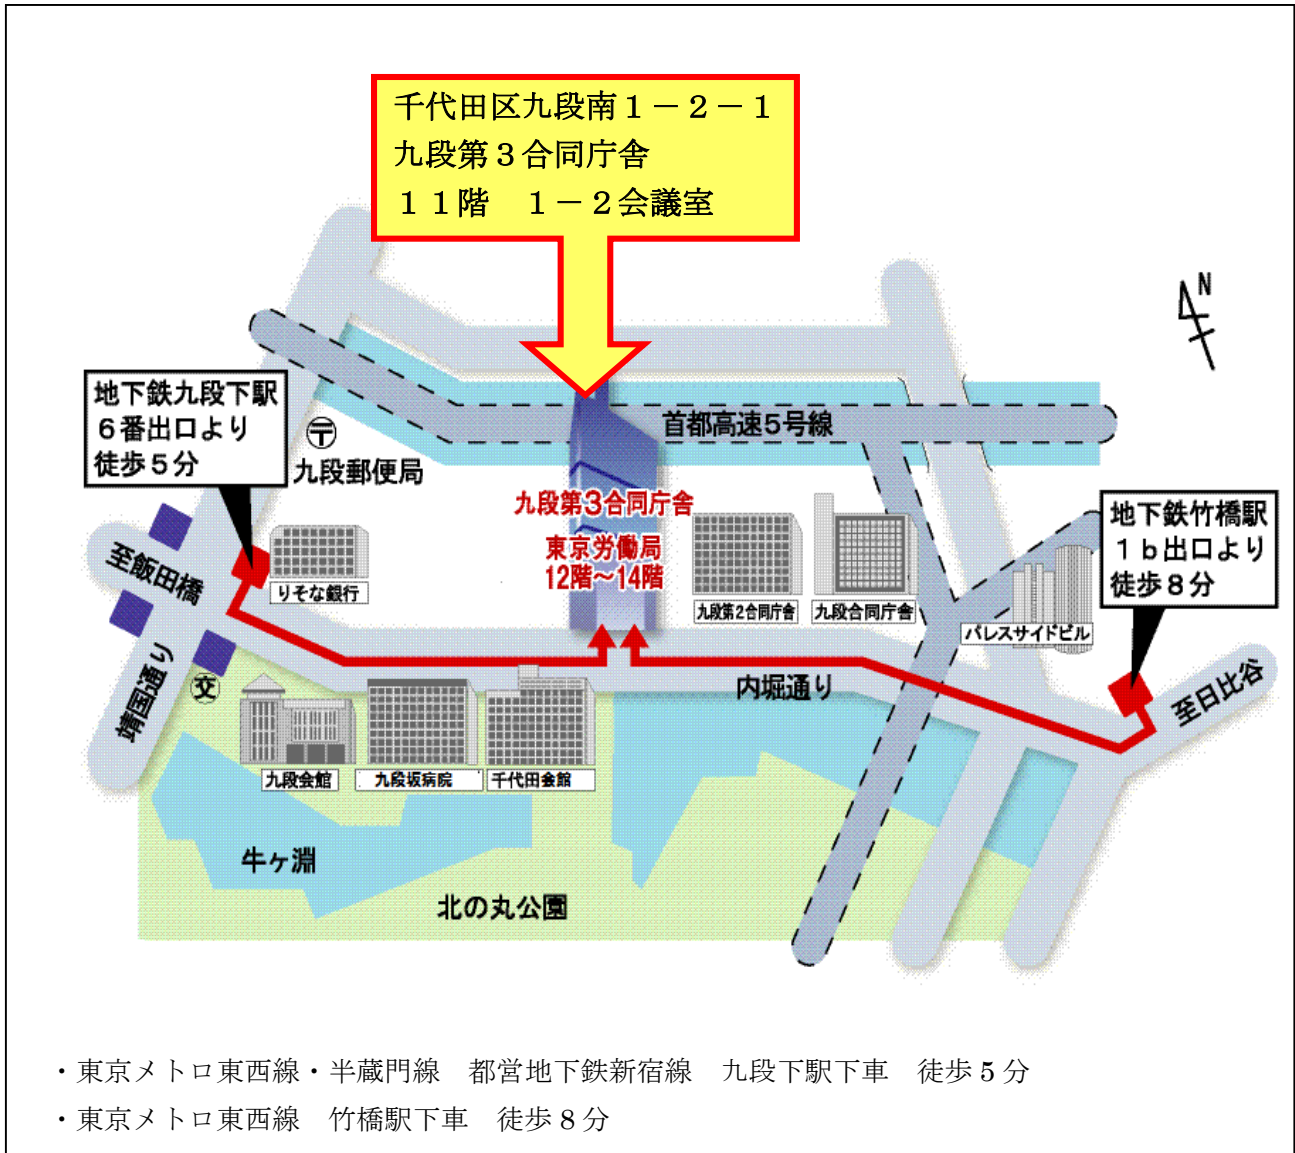 千代田区九段南１－２－１
九段第３合同庁舎
１１階　１－２会議室
N
地下鉄九段下駅
６番出口より
徒歩５分
〒
九段郵便局
首都高速5号線
九段第3合同庁舎
東京労働局
12階～14階
地下鉄竹橋駅
１ｂ出口より
徒歩８分
至飯田橋
りそな銀行
九段第2合同庁舎
九段合同庁舎
パレスサイドビル
靖国通り
交
内堀通り
至日比谷
九段会館
九段坂病院
千代田会館
牛ヶ淵
北の丸公園
・東京メトロ東西線・半蔵門線　都営地下鉄新宿線　九段下駅下車　徒歩 5 分
・東京メトロ東西線　竹橋駅下車　徒歩 8 分